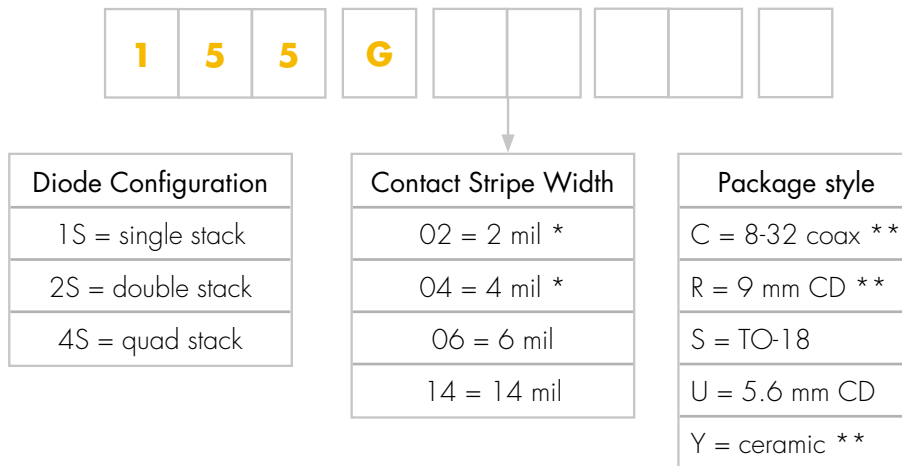 1 5 5 G
Diode Configuration
1S = single stack
2S = double stack
4S = quad stack
Contact Stripe Width
02 = 2 mil *
04 = 4 mil *
06 = 6 mil
14 = 14 mil
Package style
C = 8-32 coax **
R = 9 mm CD **
S = TO-18
U = 5.6 mm CD
Y = ceramic **